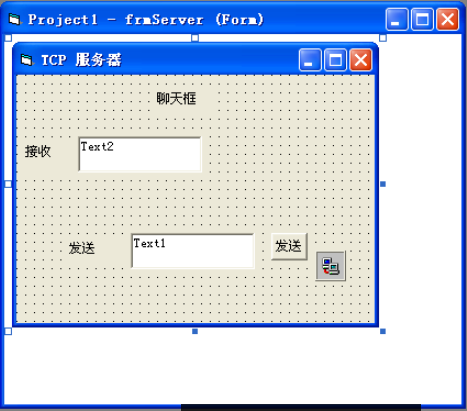 Project1 - frmServer (Form)
TCP 服务器
聊天框
接收
Text2
发送
Text1
发送